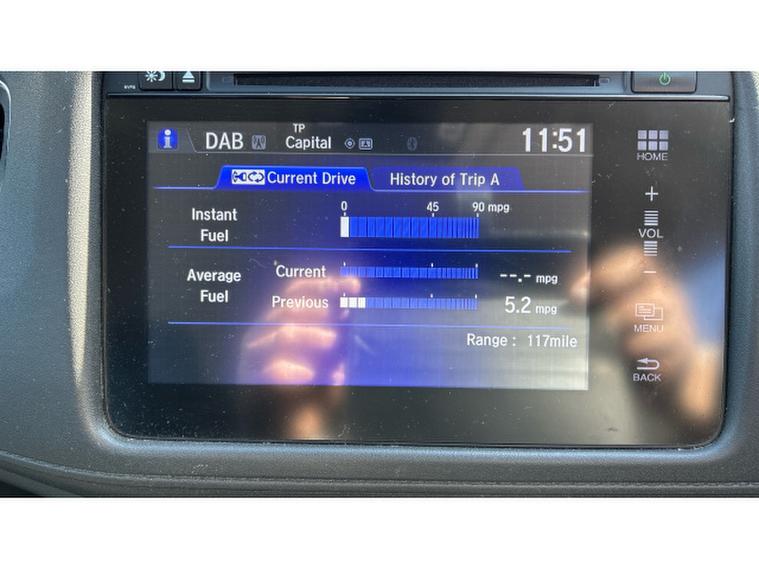 DAB
TP
Capital
11:51
HOME
Current Drive
History of Trip A
0 45 90 mpg
Instant
Fuel
+
VOL
-
Average
Fuel
Current
--.- mpg
Previous
5.2 mpg
MENU
Range : 117mile
BACK